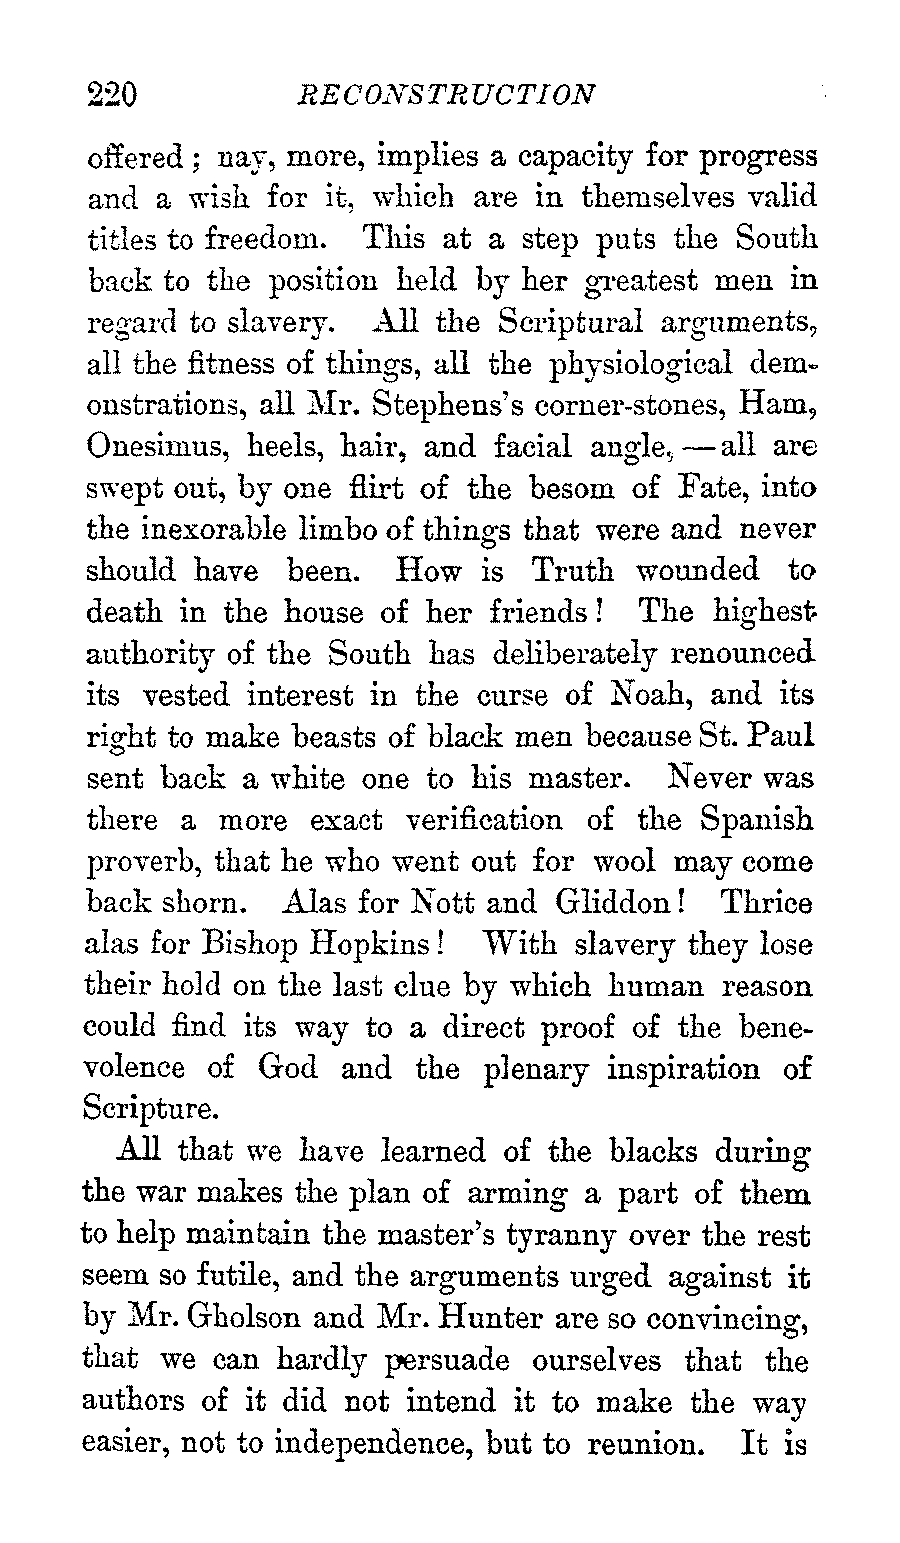 220 RECONSTRUCTION
offered; nay, more, implies a capacity for progress
and a wish for it, which are in themselves valid
titles to freedom. This at a step puts the South
back to the position held by her greatest men in
regard to slavery. All the Scriptural arguments,
all the fitness of things, all the physiological dem-
onstrations, all Mr. Stephens's corner-stones, Ham,
Onesimus, heels, hair, and facial angle, — all are
swept out, by one flirt of the besom of Fate, into
the inexorable limbo of things that were and never
should have been. How is Truth wounded to
death in the house of her friends! The highest
authority of the South has deliberately renounced
its vested interest in the curse of Noah, and its
right to make beasts of black men because St. Paul
sent back a white one to his master. Never was
there a more exact verification of the Spanish
proverb, that he who went out for wool may come
back shorn. Alas for Nott and Gliddon! Thrice
alas for Bishop Hopkins! With slavery they lose
their hold on the last clue by which human reason
could find its way to a direct proof of the bene-
volence of God and the plenary inspiration of
Scripture.
All that we have learned of the blacks during
the war makes the plan of arming a part of them
to help maintain the master's tyranny over the rest
seem so futile, and the arguments urged against it
by Mr. Gholson and Mr. Hunter are so convincing,
that we can hardly persuade ourselves that the
authors of it did not intend it to make the way
easier, not to independence, but to reunion. It is